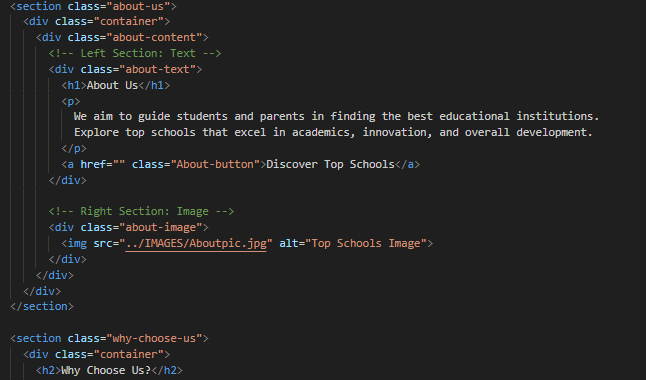 <section class="about-us">
<div class="container">
<div class="about-content">
<!-- Left Section: Text -->
<div class="about-text">
<h1>About Us</h1>
<p>
We aim to guide students and parents in finding the best educational institutions.
Explore top schools that excel in academics, innovation, and overall development.
</p>
<a href="" class="About-button">Discover Top Schools</a>
</div>
<!-- Right Section: Image -->
<div class="about-image">
<img src="../IMAGES/Aboutpic.jpg" alt="Top Schools Image">
</div>
</div>
</div>
</section>
<section class="why-choose-us">
<div class="container">
<h2>Why Choose Us?</h2>